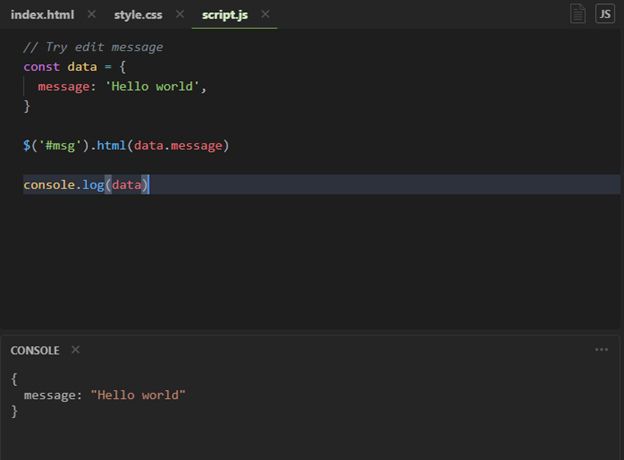 index.html × style.css × script.js × JS
// Try edit message
const data = {
  message: 'Hello world',
}
$('#msg').html(data.message)
console.log(data)
CONSOLE × ···
{
  message: "Hello world"
}